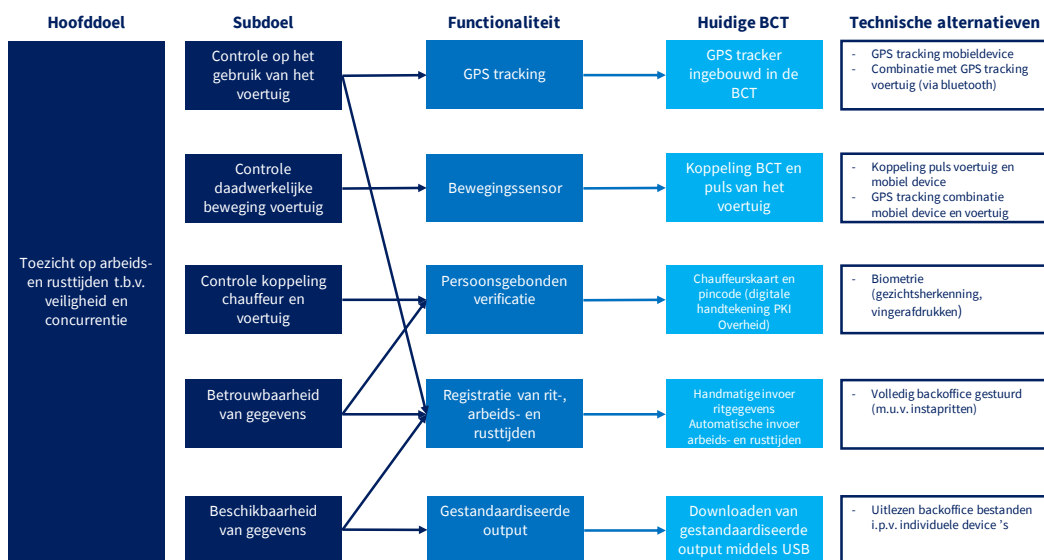 Hoofddoel
Subdoel
Functionaliteit
Huidige BCT
Technische alternatieven
Toezicht op arbeids-
en rusttijden t.b.v.
veiligheid en
concurrentie
Controle op het
gebruik van het
voertuig
GPS tracking
GPS tracker
ingebouwd in de
BCT
- GPS tracking mobieldevice
- Combinatie met GPS tracking
voertuig (via bluetooth)
Controle
daadwerkelijke
beweging voertuig
Bewegingssensor
Koppeling BCT en
puls van het
voertuig
- Koppeling puls voertuig en
mobiel device
- GPS tracking combinatie
mobiel device en voertuig
Controle koppeling
chauffeur en
voertuig
Persoonsgebonden
verificatie
Chauffeurskaart en
pincode (digitale
handtekening PKI
Overheid)
- Biometrie
(gezichtsherkenning,
vingerafdrukken)
Betrouwbaarheid
van gegevens
Registratie van rit-,
arbeids- en
rusttijden
Handmatige invoer
ritgegevens
Automatische invoer
arbeids- en rusttijden
- Volledig backoffice gestuurd
(m.u.v. instapritten)
Beschikbaarheid
van gegevens
Gestandaardiseerde
output
Downloaden van
gestandaardiseerde
output middels USB
- Uitlezen backoffice bestanden
i.p.v. individuele device 's